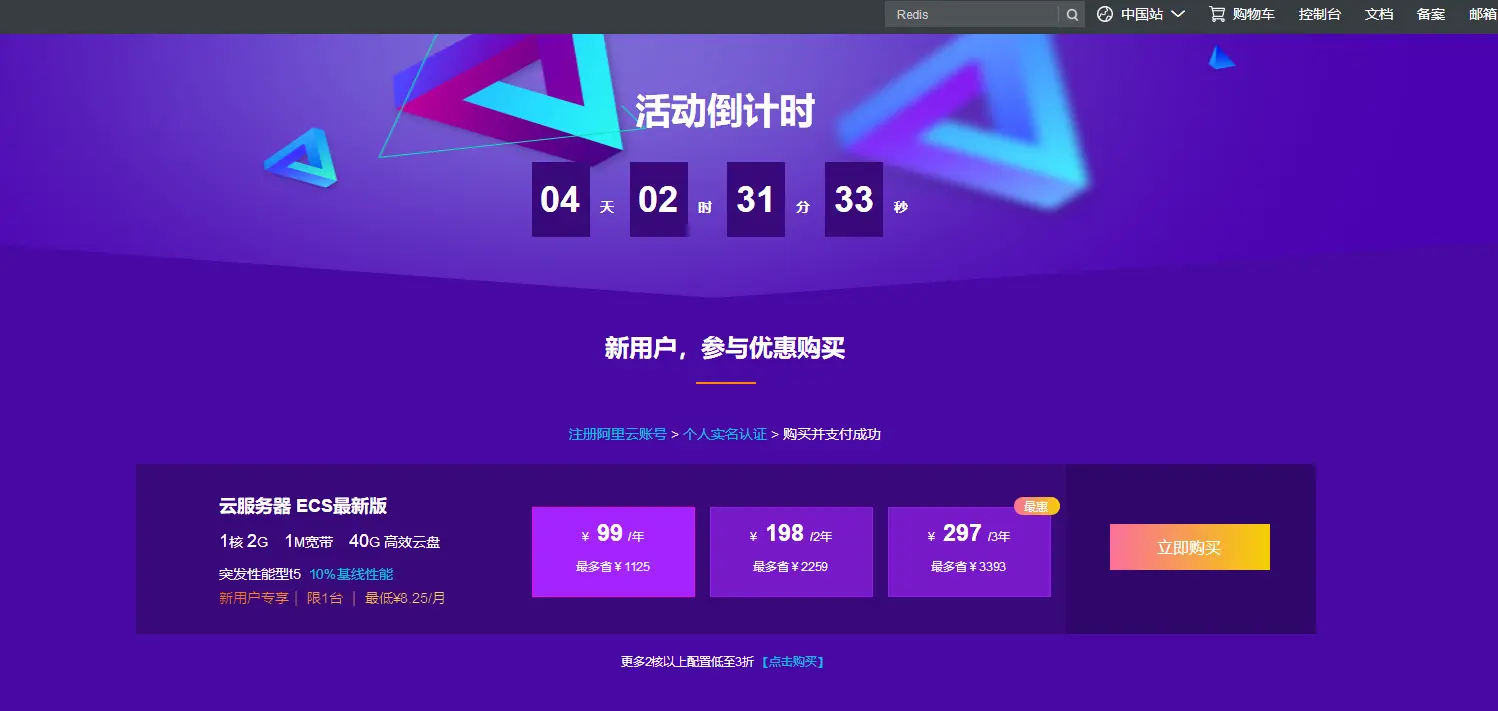 Redis 中国站 购物车 控制台 文档 备案 邮箱
活动倒计时
04 天 02 时 31 分 33 秒
新用户，参与优惠购买
注册阿里云账号 > 个人实名认证 > 购买并支付成功
云服务器 ECS最新版
1核 2G 1M宽带 40G 高效云盘
突发性能型t5 10%基线性能
新用户专享｜ 限1台 ｜ 最低¥8.25/月
¥ 99 /年
最多省¥1125
¥ 198 /2年
最多省¥2259
最惠
¥ 297 /3年
最多省¥3393
立即购买
更多2核以上配置低至3折 【点击购买】